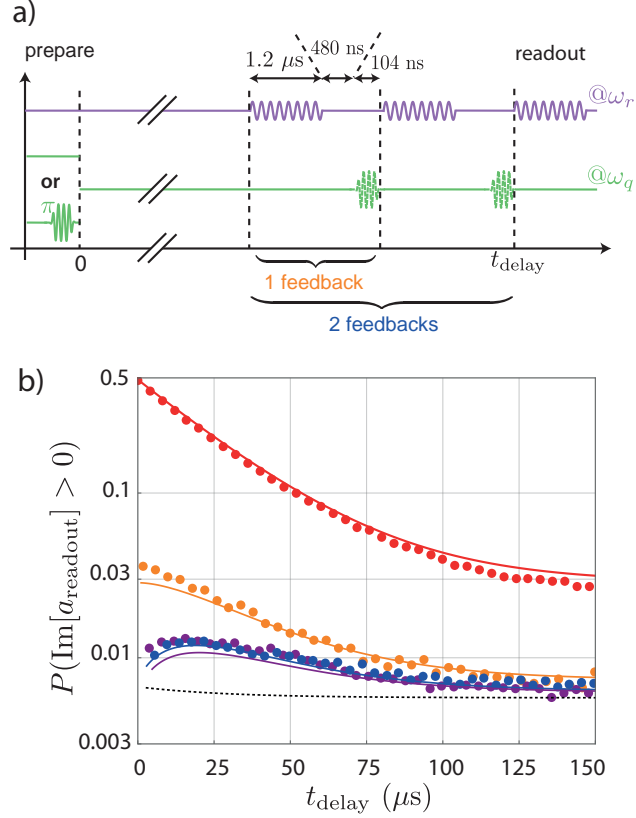 a)
prepare
1.2 μs
480 ns
104 ns
readout
@ω_r
or
π
@ω_q
0
t_delay
1 feedback
2 feedbacks
b)
P(Im[a_readout] > 0)
0.5
0.1
0.03
0.01
0.003
0 25 50 75 100 125 150
t_delay (μs)